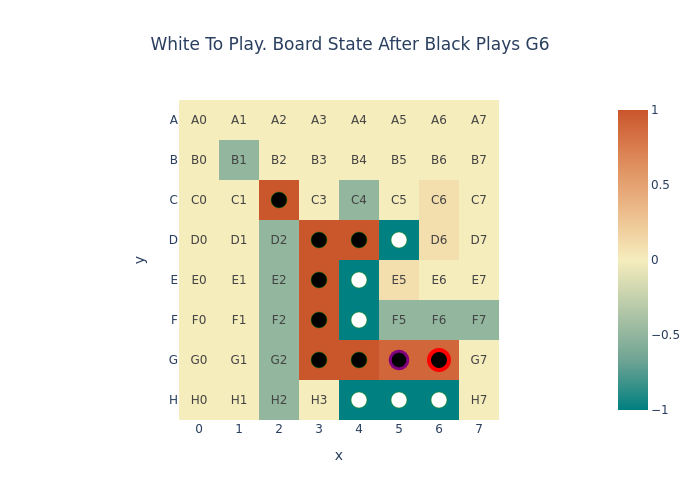 White To Play. Board State After Black Plays G6
A A0 A1 A2 A3 A4 A5 A6 A7
B B0 B1 B2 B3 B4 B5 B6 B7
C C0 C1 C3 C4 C5 C6 C7
D D0 D1 D2 D6 D7
E E0 E1 E2 E5 E6 E7
F F0 F1 F2 F5 F6 F7
G G0 G1 G2 G7
H H0 H1 H2 H3 H7
0 1 2 3 4 5 6 7
x
y
1
0.5
0
−0.5
−1